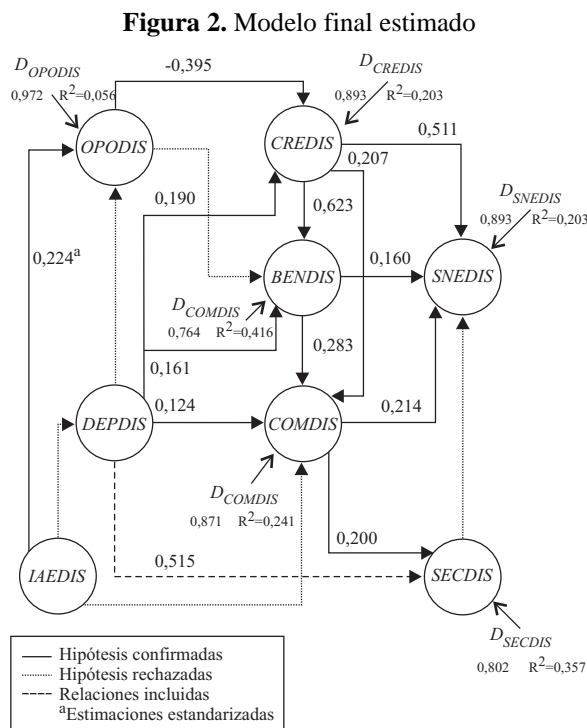 Figura 2. Modelo final estimado
D_OPODIS
0,972 R²=0,056
-0,395
D_CREDIS
0,893 R²=0,203
OPODIS
CREDIS
0,511
0,207
0,190
0,623
D_SNEDIS
0,893 R²=0,203
0,224ª
BENDIS
0,160
SNEDIS
D_COMDIS
0,764 R²=0,416
0,283
0,161
DEPDIS
0,124
COMDIS
0,214
D_COMDIS
0,871 R²=0,241
0,200
IAEDIS
0,515
SECDIS
D_SECDIS
0,802 R²=0,357
Hipótesis confirmadas
Hipótesis rechazadas
Relaciones incluidas
ªEstimaciones estandarizadas